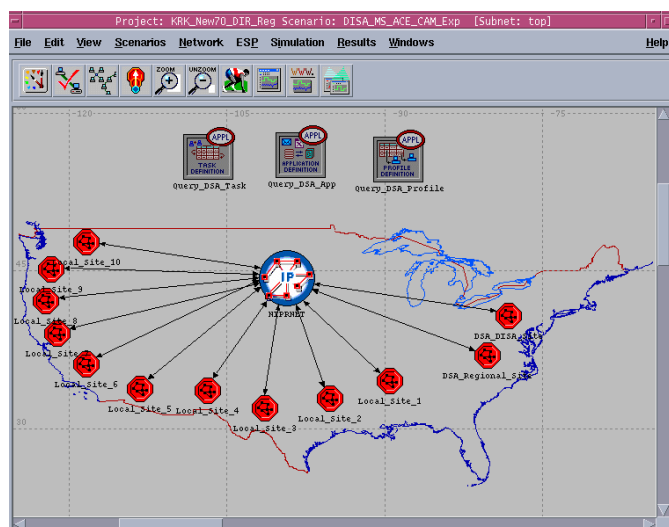 Project: KRK_New70_DIR_Reg Scenario: DISA_MS_ACE_CAM_Exp [Subnet: top]
File Edit View Scenarios Network ESP Simulation Results Windows Help
ZOOM UNZOOM WWW.
-120 105 -90 -75
APPL APPL APPL
TASK DEFINITION
APPLICATION DEFINITION
PROFILE DEFINITION
Query_DSA_Task Query_DSA_App Query_DSA_Profile
Local_Site_10
45
IP
Local_Site_9
NIPRNET
Local_Site_8
DSA_DISA_Site
Local_Site_6
DSA_Regional_Site
Local_Site_5
Local_Site_4
Local_Site_3
Local_Site_2
Local_Site_1
30